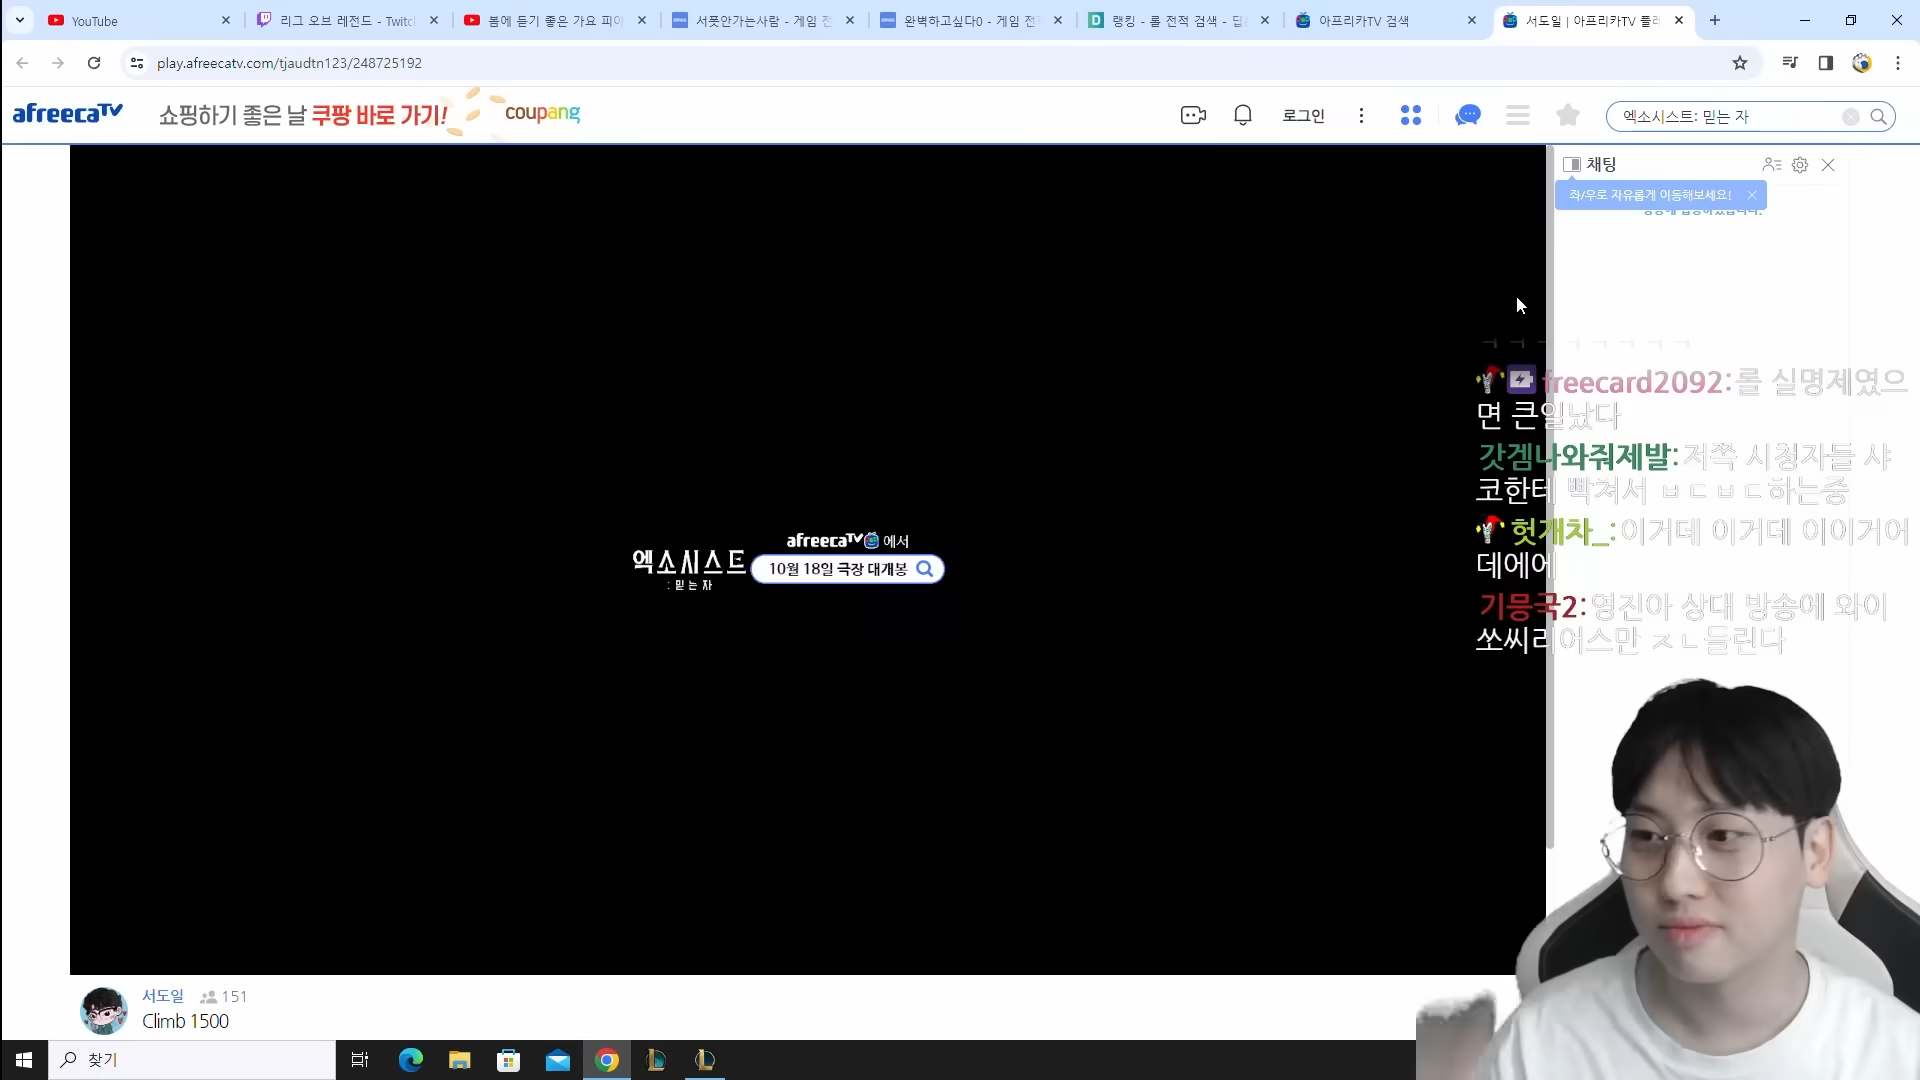 YouTube
리그 오브 레전드 - Twitc
봄에 듣기 좋은 가요 피아
서폿안가는사람 - 게임 전
완벽하고싶다0 - 게임 전
랭킹 - 롤 전적 검색 - 딥
아프리카TV 검색
서도일 | 아프리카TV 플레
play.afreecatv.com/tjaudtn123/248725192
afreecaTV
쇼핑하기 좋은 날 쿠팡 바로 가기!
coupang
로그인
엑소시스트: 믿는 자
채팅
좌/우로 자유롭게 이동해보세요!
freecard2092: 롤 실명제였으
면 큰일났다
갓겜나와줘제발: 저쪽 시청자들 샤
코한테 빡쳐서 ㅂㄷㅂㄷ하는중
헛개차_: 이거데 이거데 이이거어
데에에
기믕국2: 영진아 상대 방송에 와이
쏘씨리어스만 ㅈㄴ들린다
afreecaTV 에서
엑소시스트
: 믿는 자
10월 18일 극장 대개봉
서도일 151
Climb 1500
찾기